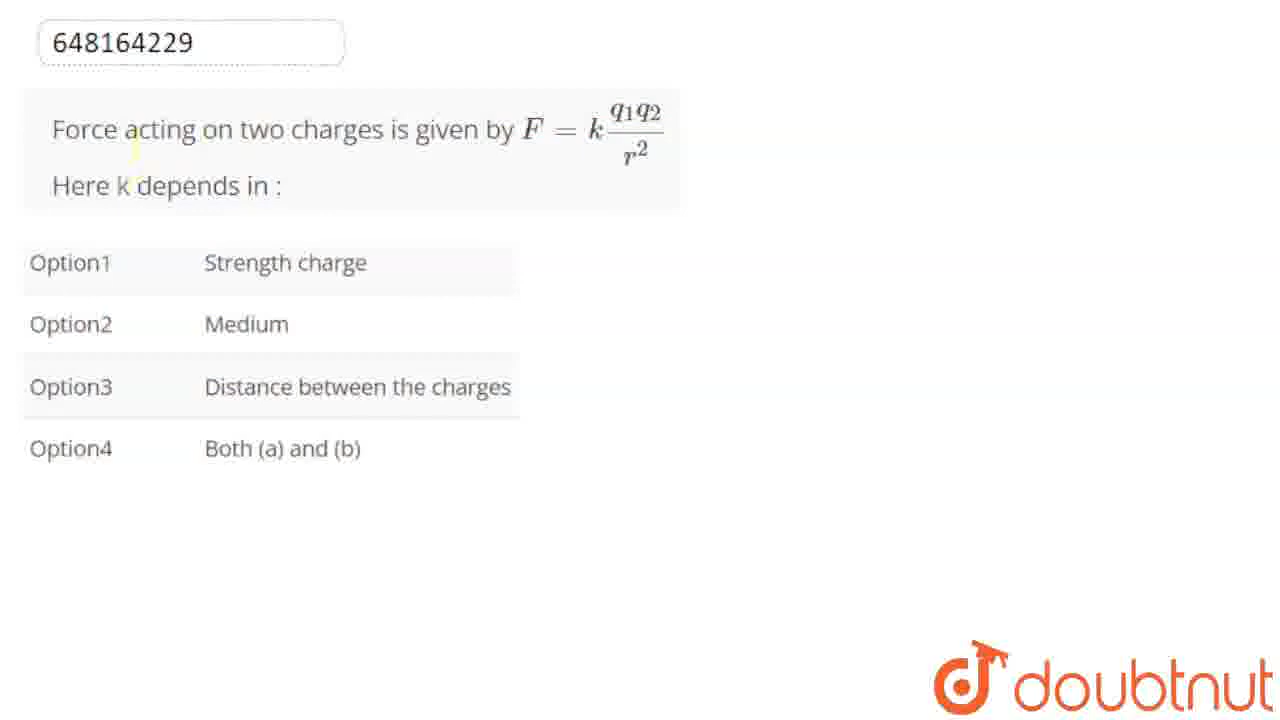 648164229
Force acting on two charges is given by F = k q₁q₂/r²
Here k depends in :
Option1 Strength charge
Option2 Medium
Option3 Distance between the charges
Option4 Both (a) and (b)
doubtnut